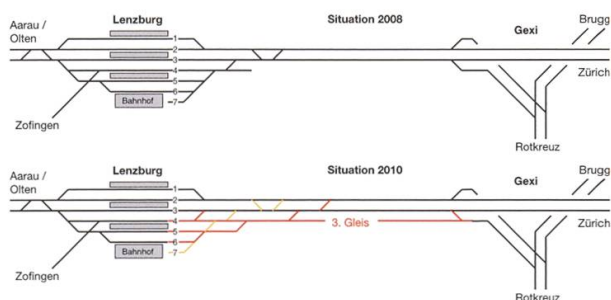 Aarau /
Olten
Lenzburg
Situation 2008
Gexi
Brugg
Zürich
1
2
3
4
5
6
7
Bahnhof
Zofingen
Rotkreuz
Aarau /
Olten
Lenzburg
Situation 2010
Gexi
Brugg
Zürich
1
2
3
4
5
6
7
3. Gleis
Bahnhof
Zofingen
Rotkreuz